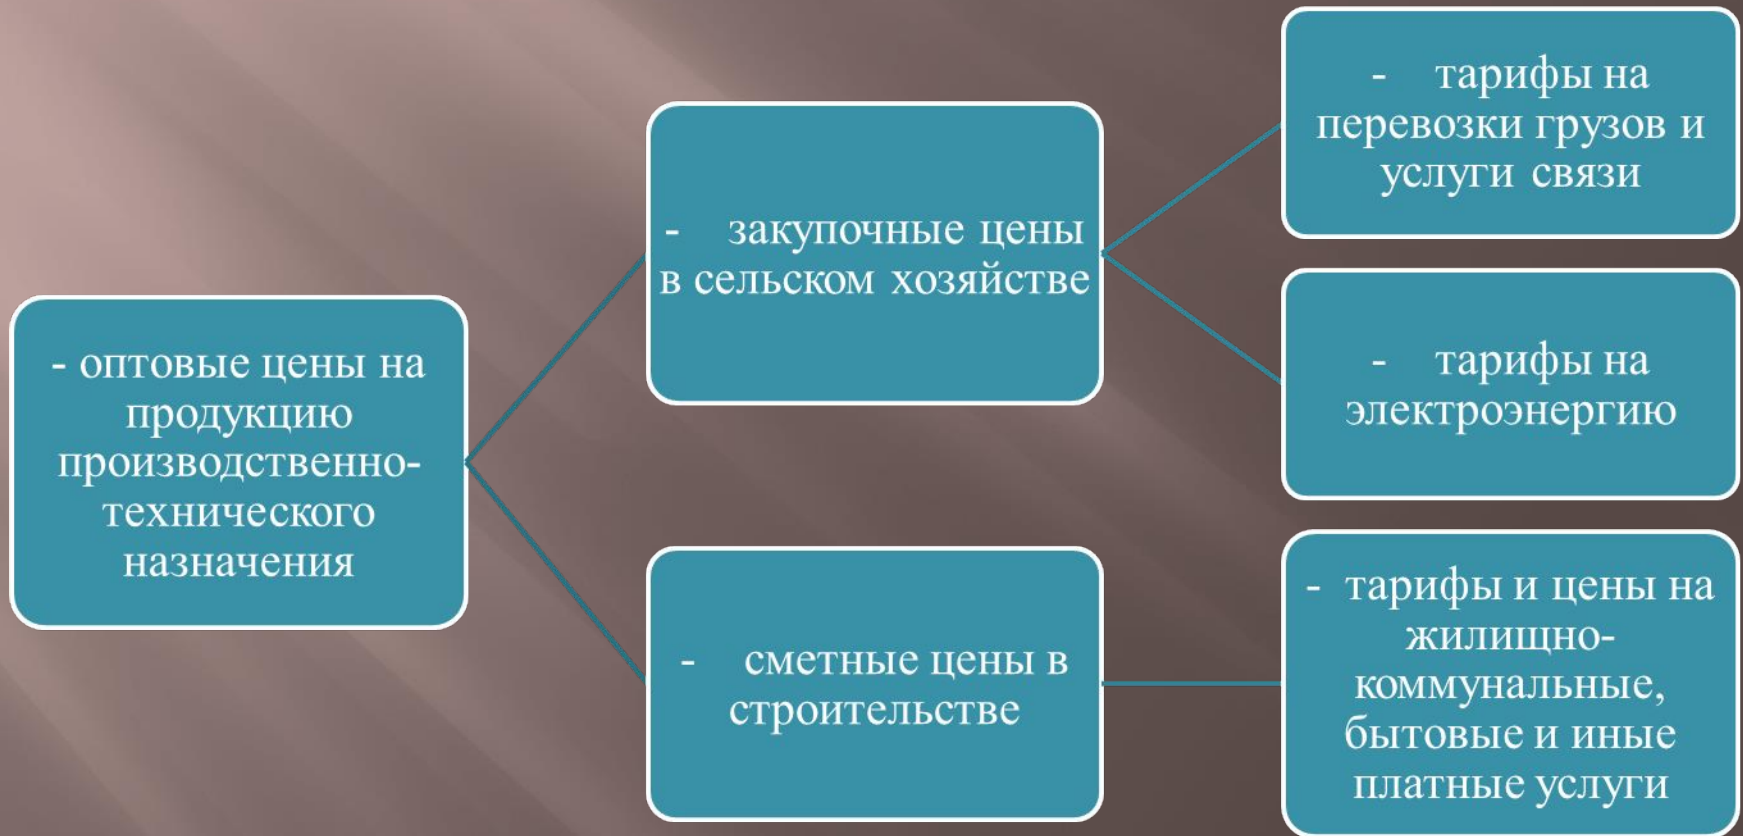 - оптовые цены на
продукцию
производственно-
технического
назначения
- закупочные цены
в сельском хозяйстве
- сметные цены в
строительстве
- тарифы на
перевозки грузов и
услуги связи
- тарифы на
электроэнергию
- тарифы и цены на
жилищно-
коммунальные,
бытовые и иные
платные услуги